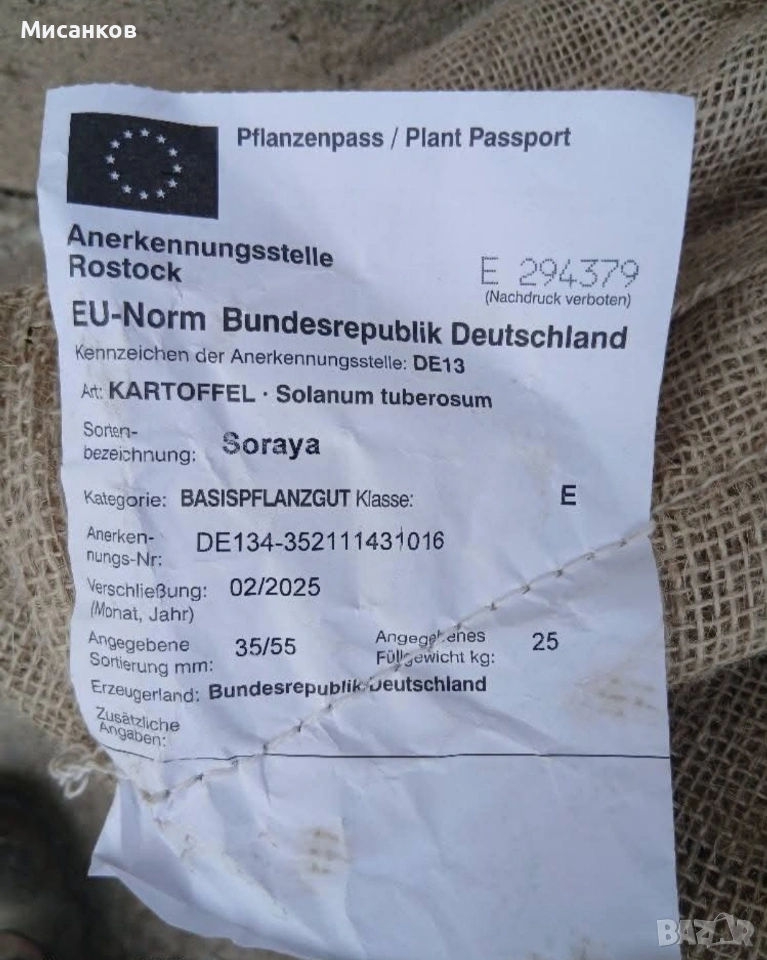 Мисанков
Pflanzenpass / Plant Passport
Anerkennungsstelle
Rostock
E 294379
(Nachdruck verboten)
EU-Norm Bundesrepublik Deutschland
Kennzeichen der Anerkennungsstelle: DE13
Art: KARTOFFEL · Solanum tuberosum
Sorten-
bezeichnung: Soraya
Kategorie: BASISPFLANZGUT Klasse: E
Anerken-
nungs-Nr: DE134-352111431016
Verschließung: 02/2025
(Monat, Jahr)
Angegebene
Sortierung mm: 35/55
Angegebenes
Füllgewicht kg: 25
Erzeugerland: Bundesrepublik Deutschland
Zusätzliche
Angaben:
BAZAR